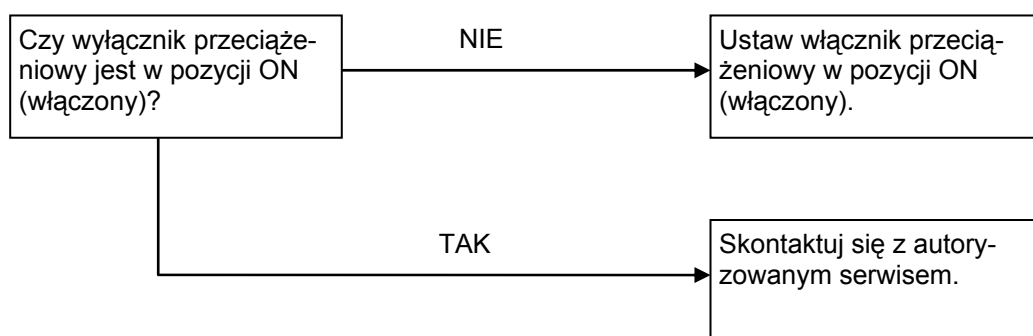 Czy wyłącznik przeciąże-
niowy jest w pozycji ON
(włączony)?
NIE
Ustaw włącznik przecią-
żeniowy w pozycji ON
(włączony).
TAK
Skontaktuj się z autory-
zowanym serwisem.